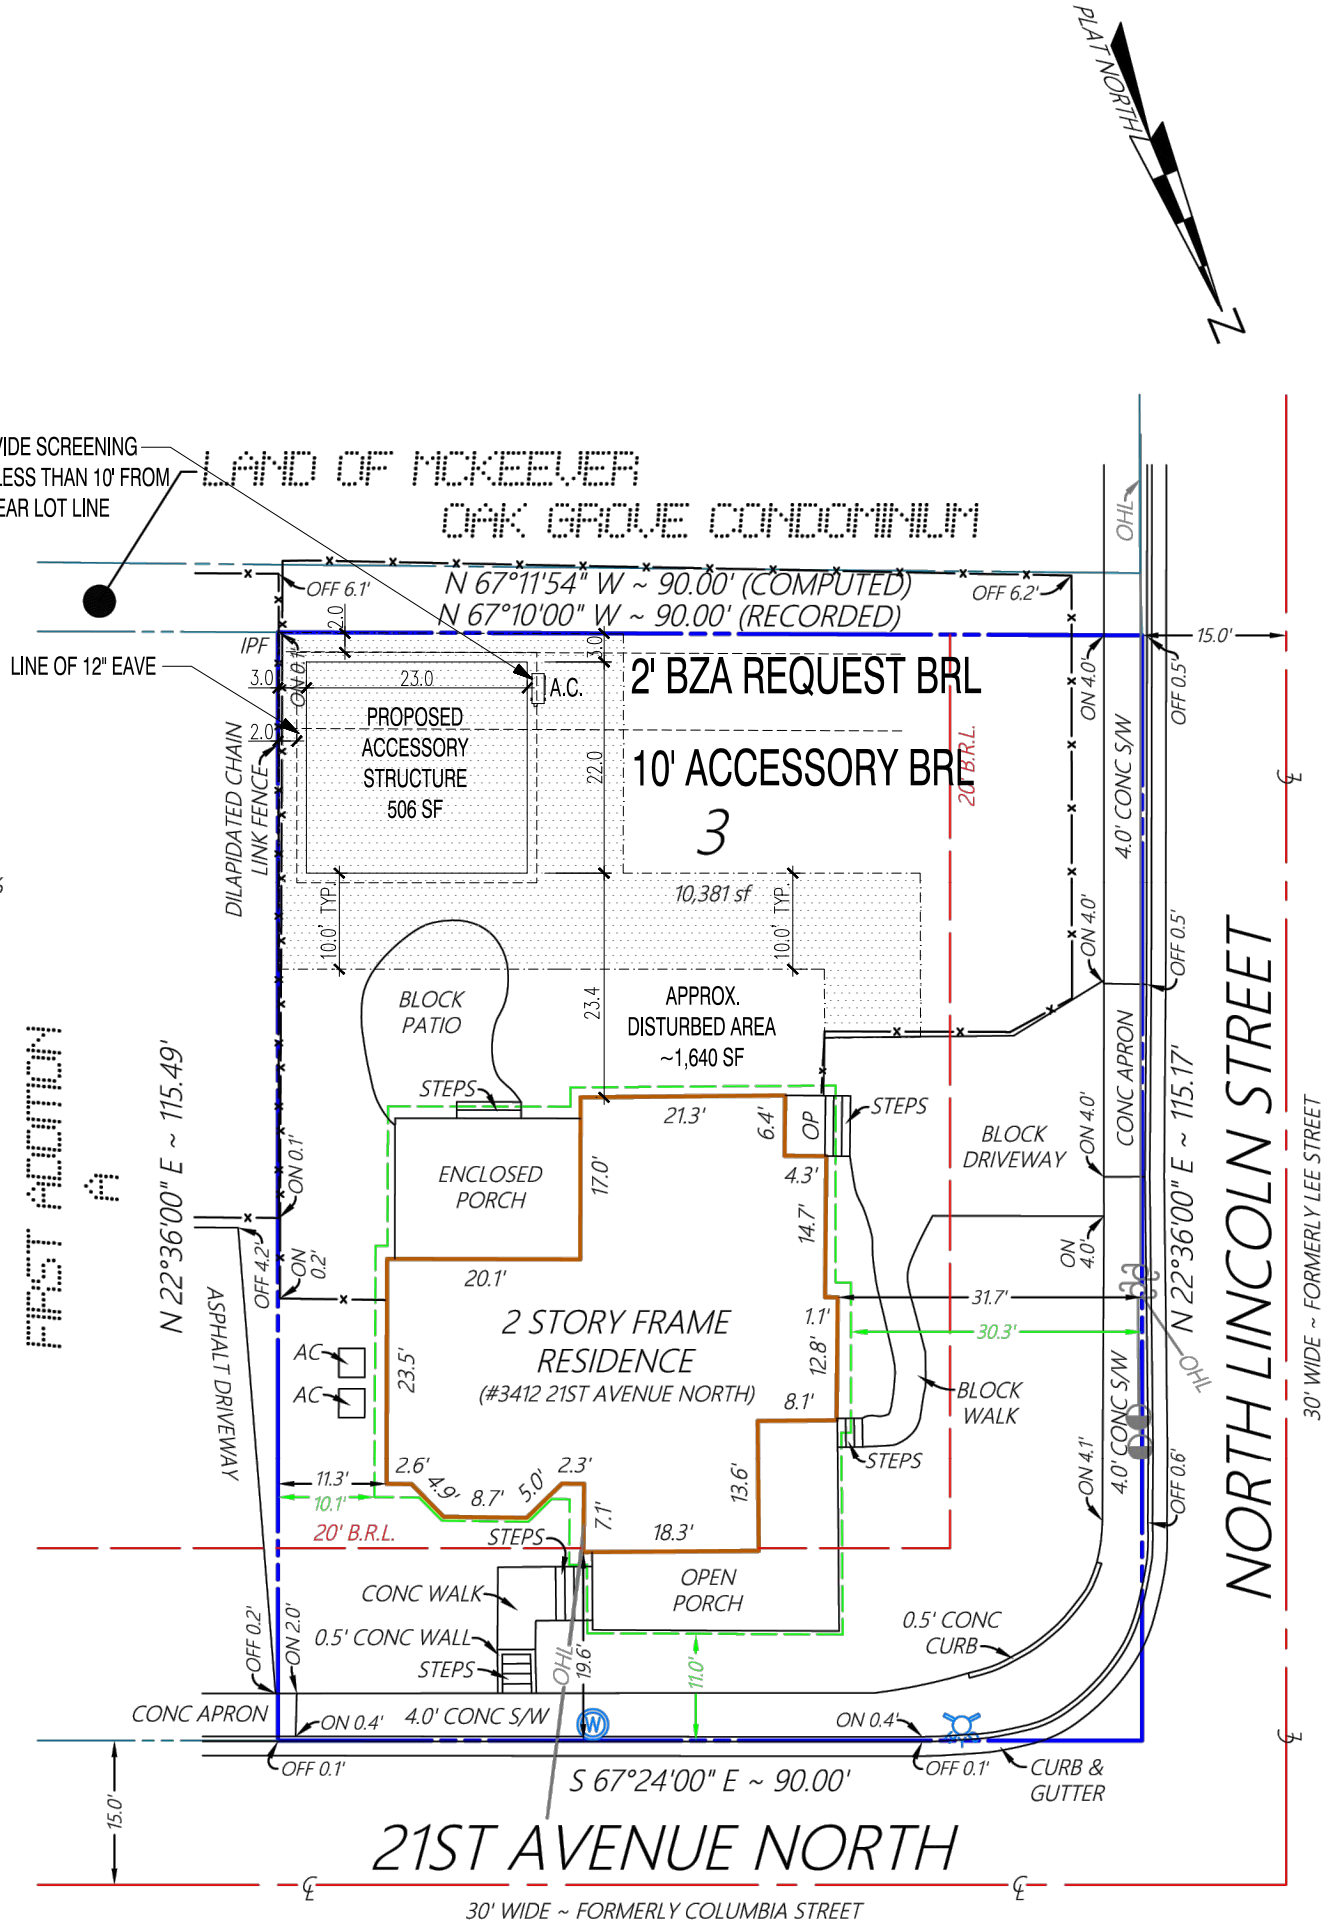 PLAT NORTH
N
VIDE SCREENING
LESS THAN 10' FROM
EAR LOT LINE
LAND OF MCKEEVER
OAK GROVE CONDOMINIUM
OHL
OFF 6.1'
N 67°11'54" W ~ 90.00' (COMPUTED)
N 67°10'00" W ~ 90.00' (RECORDED)
OFF 6.2'
2.0
3.0
15.0'
IPF
ON 0.1'
LINE OF 12" EAVE
3.0
23.0
A.C.
2' BZA REQUEST BRL
ON 4.0'
OFF 0.5'
2.0
PROPOSED
ACCESSORY
STRUCTURE
506 SF
22.0
10' ACCESSORY BRL
20' B.R.L.
4.0' CONC S/W
DILAPIDATED CHAIN
LINK FENCE
3
10,381 sf
10.0' TYP.
10.0' TYP.
ON 4.0'
OFF 0.5'
BLOCK
PATIO
23.4
APPROX.
DISTURBED AREA
~1,640 SF
FIRST ADDITION
A
N 22°36'00" E ~ 115.49'
STEPS
21.3'
6.4'
OP
STEPS
BLOCK
DRIVEWAY
ON 4.0'
CONC APRON
N 22°36'00" E ~ 115.17'
NORTH LINCOLN STREET
30' WIDE ~ FORMERLY LEE STREET
ENCLOSED
PORCH
17.0'
4.3'
14.7'
ON 0.1'
OFF 4.2'
ON
0.2'
ON
4.0'
20.1'
31.7'
1.1'
30.3'
2 STORY FRAME
RESIDENCE
(#3412 21ST AVENUE NORTH)
12.8'
8.1'
ASPHALT DRIVEWAY
AC
AC
23.5'
BLOCK
WALK
4.0' CONC S/W
OHL
STEPS
2.6'
4.9'
8.7'
5.0'
2.3'
7.1'
13.6'
18.3'
11.3'
10.1'
ON 4.1'
OFF 0.6'
20' B.R.L.
STEPS
OPEN
PORCH
CONC WALK
0.5' CONC WALL
STEPS
OHL
19.6'
11.0'
0.5' CONC
CURB
OFF 0.2'
ON 2.0'
CONC APRON
ON 0.4'
4.0' CONC S/W
W
ON 0.4'
OFF 0.1'
S 67°24'00" E ~ 90.00'
OFF 0.1'
CURB &
GUTTER
15.0'
21ST AVENUE NORTH
30' WIDE ~ FORMERLY COLUMBIA STREET